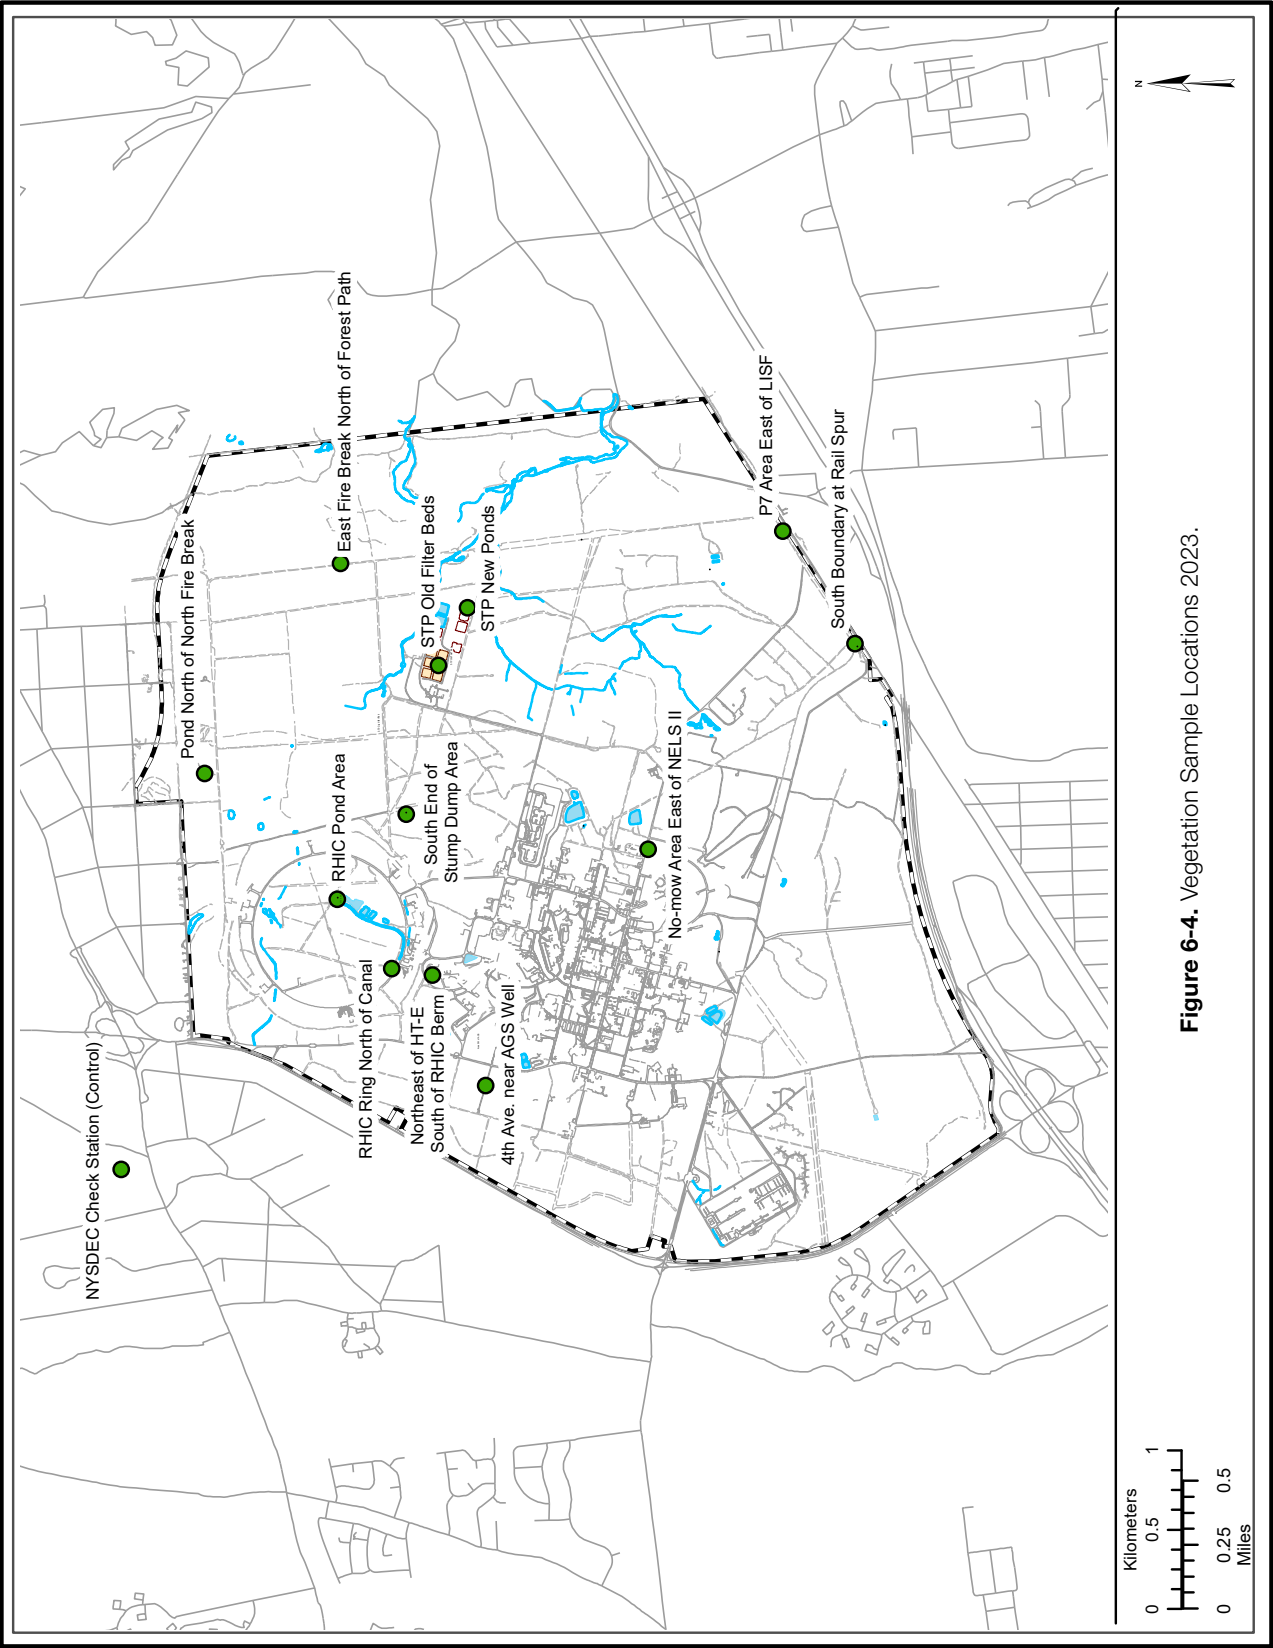 NYSDEC Check Station (Control)
Pond North of North Fire Break
East Fire Break North of Forest Path
RHIC Pond Area
RHIC Ring North of Canal
Northeast of HT-E
South of RHIC Berm
South End of
Stump Dump Area
STP Old Filter Beds
STP New Ponds
4th Ave. near AGS Well
No-mow Area East of NELS II
P7 Area East of LISF
South Boundary at Rail Spur
N
Kilometers
0 0.5 1
0 0.25 0.5
Miles
Figure 6-4. Vegetation Sample Locations 2023.